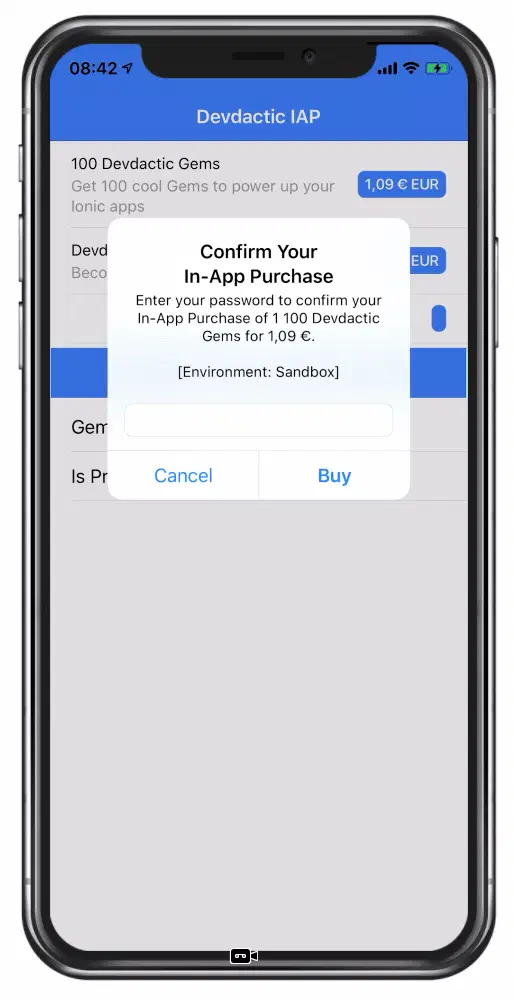 08:42
Devdactic IAP
100 Devdactic Gems
Get 100 cool Gems to power up your
Ionic apps
1,09 € EUR
Devd
EUR
Beco
Confirm Your
In-App Purchase
Enter your password to confirm your
In-App Purchase of 1 100 Devdactic
Gems for 1,09 €.
[Environment: Sandbox]
Gem
Is Pr
Cancel
Buy